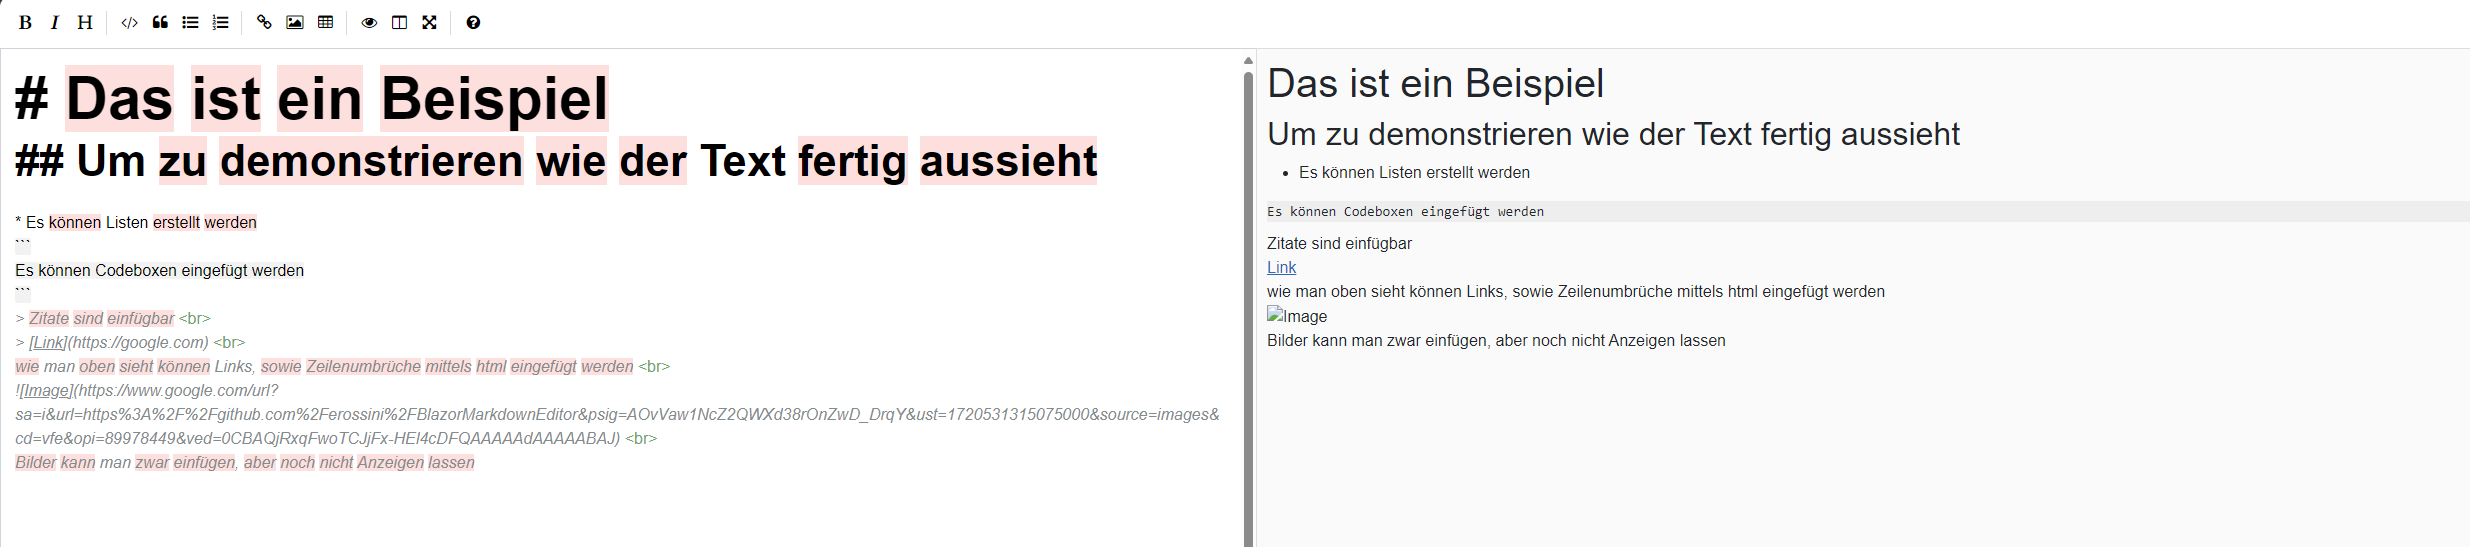 B I H
# Das ist ein Beispiel
## Um zu demonstrieren wie der Text fertig aussieht
* Es können Listen erstellt werden
```
Es können Codeboxen eingefügt werden
```
> Zitate sind einfügbar <br>
> [Link](https://google.com) <br>
wie man oben sieht können Links, sowie Zeilenumbrüche mittels html eingefügt werden <br>
![Image](https://www.google.com/url?
sa=i&url=https%3A%2F%2Fgithub.com%2Ferossini%2FBlazorMarkdownEditor&psig=AOvVaw1NcZ2QWXd38rOnZwD_DrqY&ust=1720531315075000&source=images&
cd=vfe&opi=89978449&ved=0CBAQjRxqFwoTCJjFx-HEl4cDFQAAAAAdAAAAABAJ) <br>
Bilder kann man zwar einfügen, aber noch nicht Anzeigen lassen
Das ist ein Beispiel
Um zu demonstrieren wie der Text fertig aussieht
• Es können Listen erstellt werden
Es können Codeboxen eingefügt werden
Zitate sind einfügbar
Link
wie man oben sieht können Links, sowie Zeilenumbrüche mittels html eingefügt werden
Image
Bilder kann man zwar einfügen, aber noch nicht Anzeigen lassen